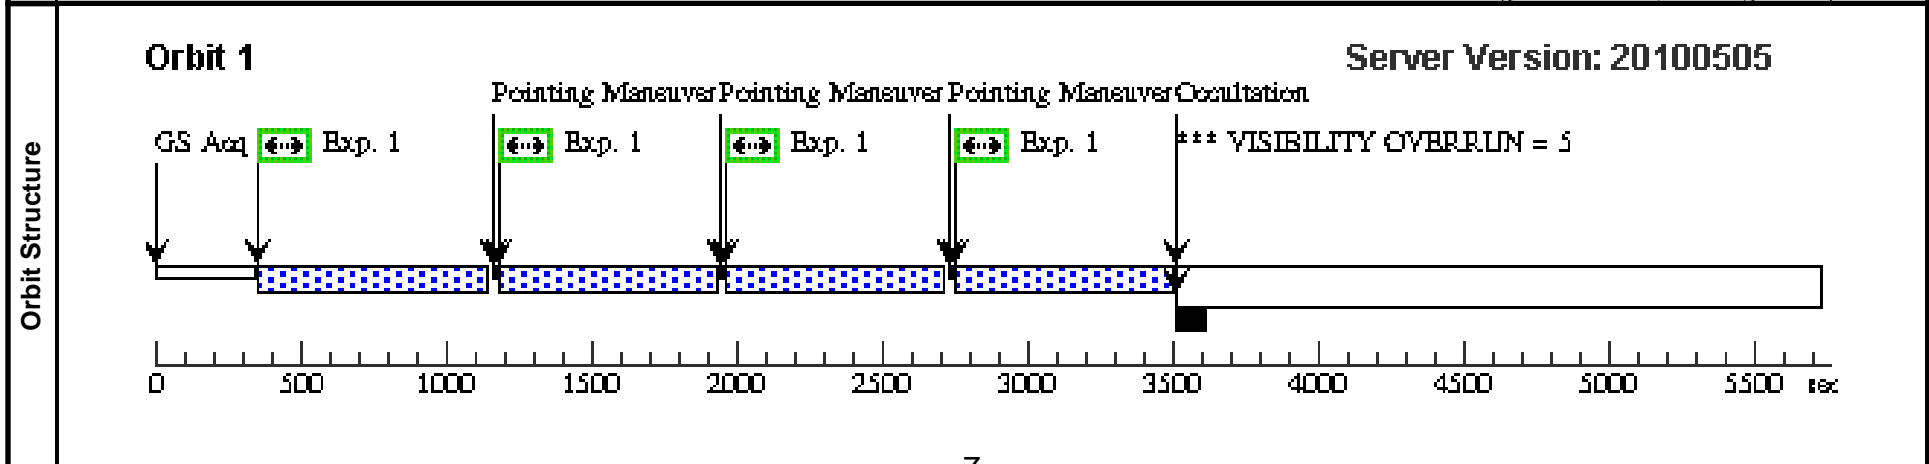 Orbit 1
Server Version: 20100505
Pointing Maneuver Pointing Maneuver Pointing Maneuver Occultation
GS Acq Exp. 1 Exp. 1 Exp. 1 Exp. 1 *** VISIBILITY OVERRUN = 5
Orbit Structure
0 500 1000 1500 2000 2500 3000 3500 4000 4500 5000 5500 sec